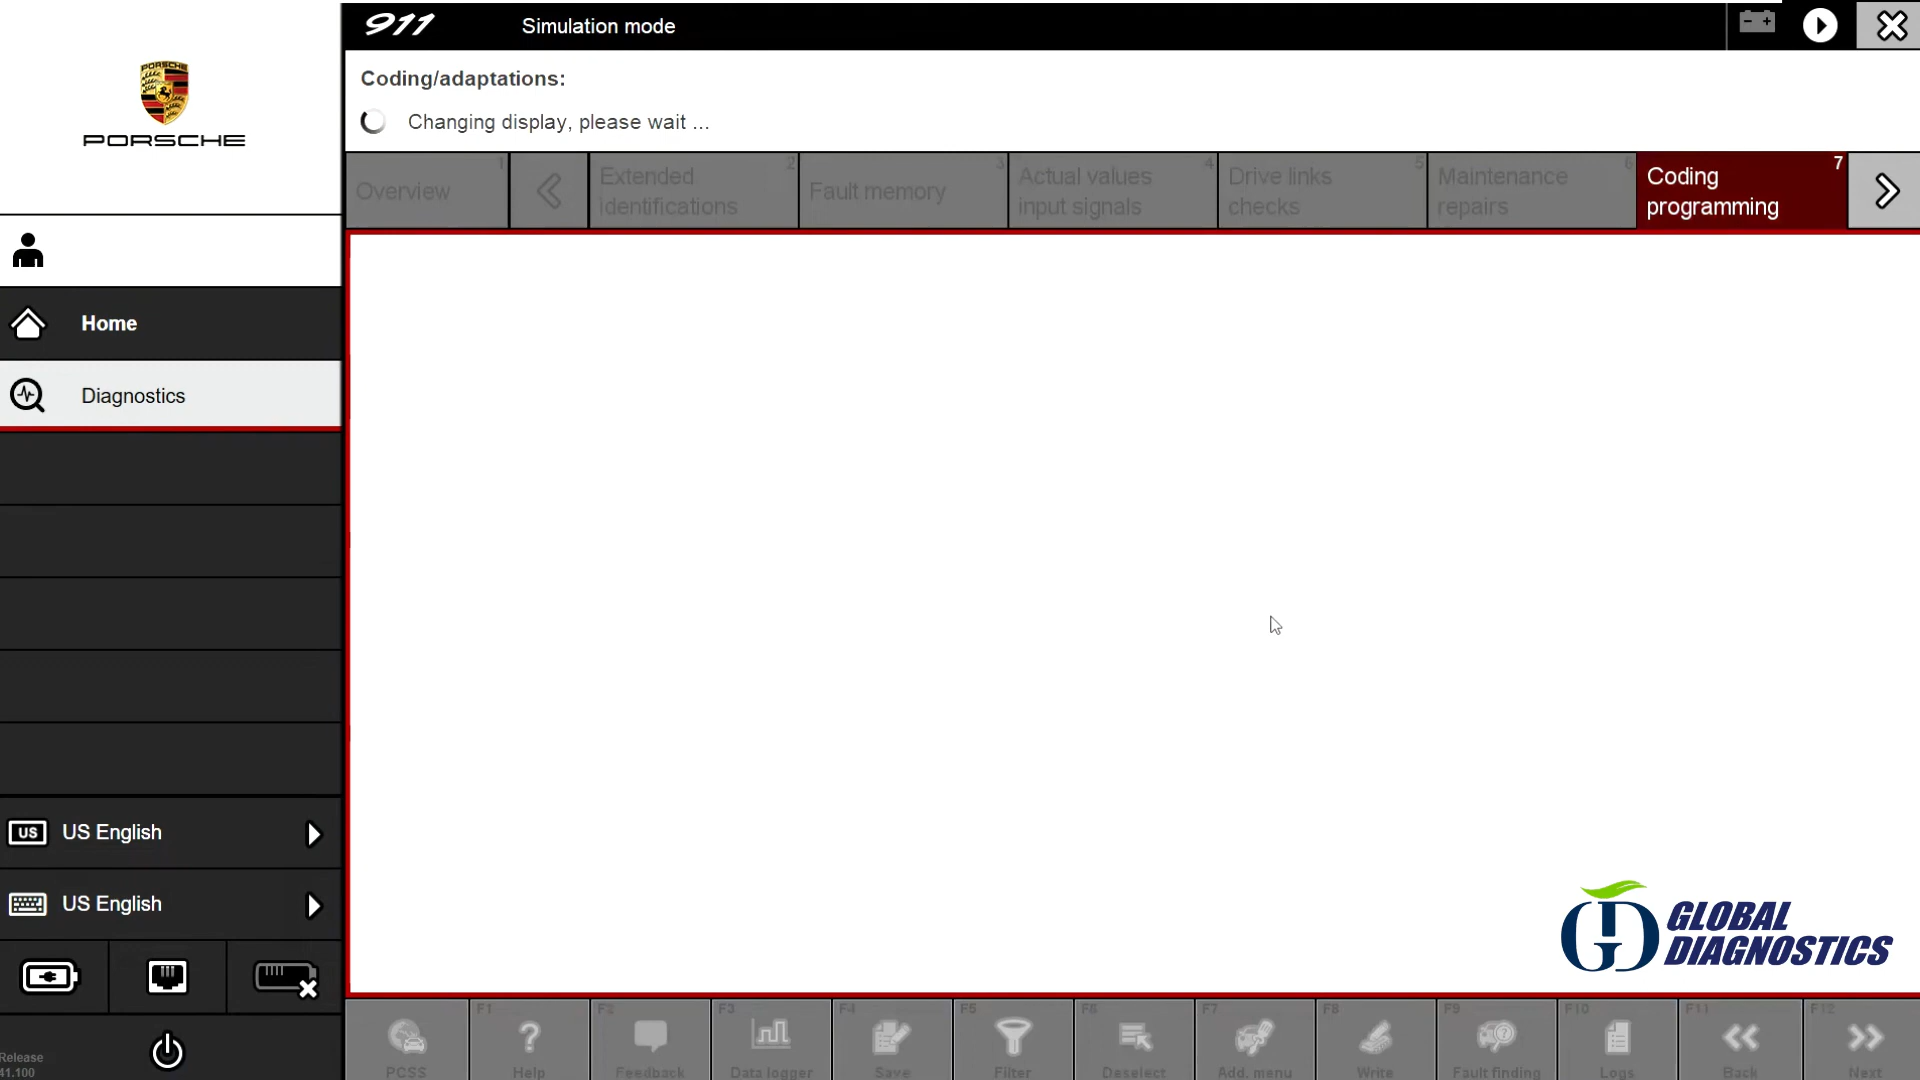 911
Simulation mode
PORSCHE
PORSCHE
Coding/adaptations:
Changing display, please wait ...
1
Overview
2
Extended
identifications
3
Fault memory
4
Actual values
input signals
5
Drive links
checks
6
Maintenance
repairs
7
Coding
programming
Home
Diagnostics
US
US English
US English
Release
41.100
GD
GLOBAL
DIAGNOSTICS
PCSS
F1
Help
F2
Feedback
F3
Data logger
F4
Save
F5
Filter
F6
Deselect
F7
Add. menu
F8
Write
F9
Fault finding
F10
Logs
F11
Back
F12
Next